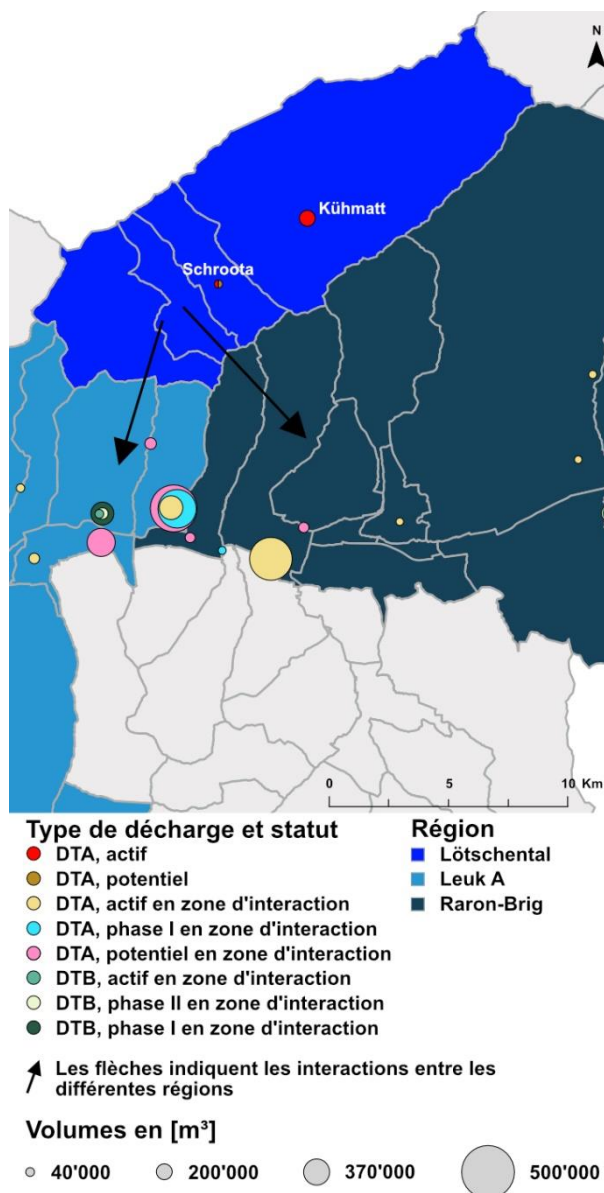 N
Kühmatt
Schroota
0 5 10 Km
Type de décharge et statut
DTA, actif
DTA, potentiel
DTA, actif en zone d'interaction
DTA, phase I en zone d'interaction
DTA, potentiel en zone d'interaction
DTB, actif en zone d'interaction
DTB, phase II en zone d'interaction
DTB, phase I en zone d'interaction
Région
Lötschental
Leuk A
Raron-Brig
Les flèches indiquent les interactions entre les
différentes régions
Volumes en [m³]
40'000 200'000 370'000 500'000